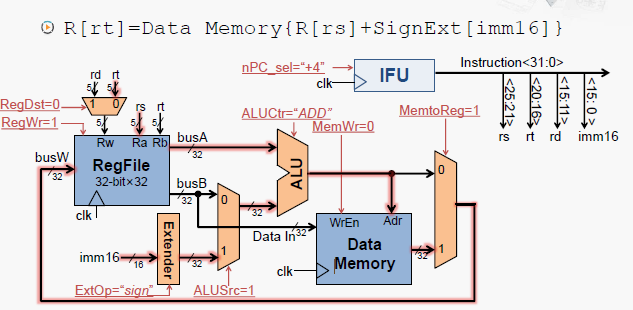 R[rt]=Data Memory{R[rs]+SignExt[imm16]}
nPC_sel="+4"
clk
IFU
Instruction<31:0>
<25:21>
<20:16>
<15:11>
<15:0>
rs rt rd imm16
rd rt
5 5
RegDst=0
1 0
rs rt
RegWr=1
5 5 5
Rw Ra Rb
busA
32
RegFile
32-bit×32
busW
32
busB
32
clk
ALUCtr="ADD"
MemWr=0
MemtoReg=1
ALU
0
1
32
0
1
32
Data In
32
WrEn Adr
Data
Memory
clk
imm16
16
Extender
32
ExtOp="sign"
ALUSrc=1